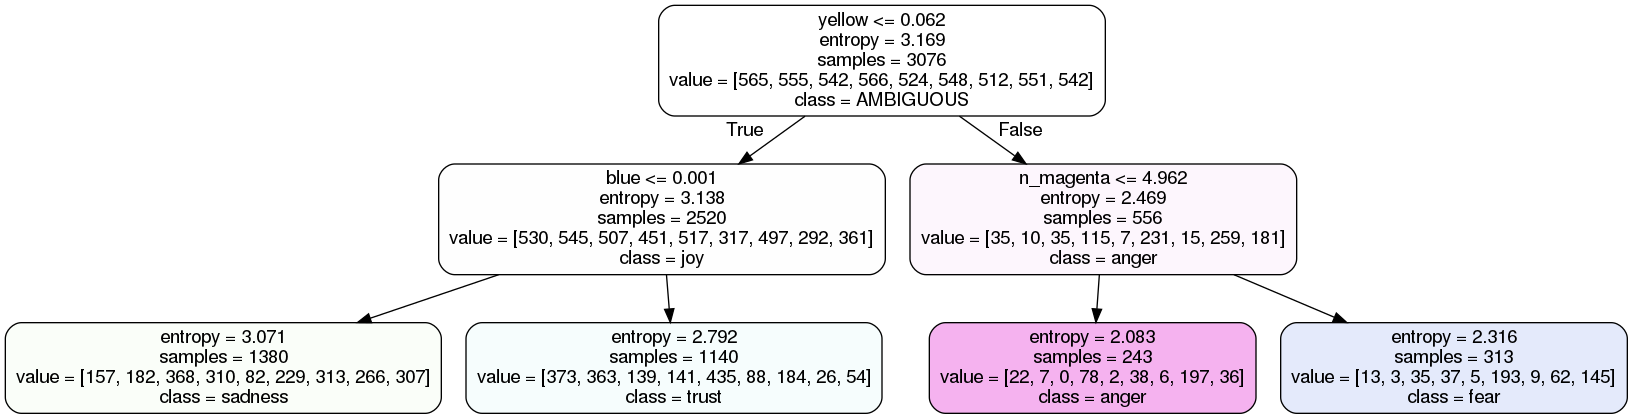 yellow <= 0.062
entropy = 3.169
samples = 3076
value = [565, 555, 542, 566, 524, 548, 512, 551, 542]
class = AMBIGUOUS
True
False
blue <= 0.001
entropy = 3.138
samples = 2520
value = [530, 545, 507, 451, 517, 317, 497, 292, 361]
class = joy
n_magenta <= 4.962
entropy = 2.469
samples = 556
value = [35, 10, 35, 115, 7, 231, 15, 259, 181]
class = anger
entropy = 3.071
samples = 1380
value = [157, 182, 368, 310, 82, 229, 313, 266, 307]
class = sadness
entropy = 2.792
samples = 1140
value = [373, 363, 139, 141, 435, 88, 184, 26, 54]
class = trust
entropy = 2.083
samples = 243
value = [22, 7, 0, 78, 2, 38, 6, 197, 36]
class = anger
entropy = 2.316
samples = 313
value = [13, 3, 35, 37, 5, 193, 9, 62, 145]
class = fear